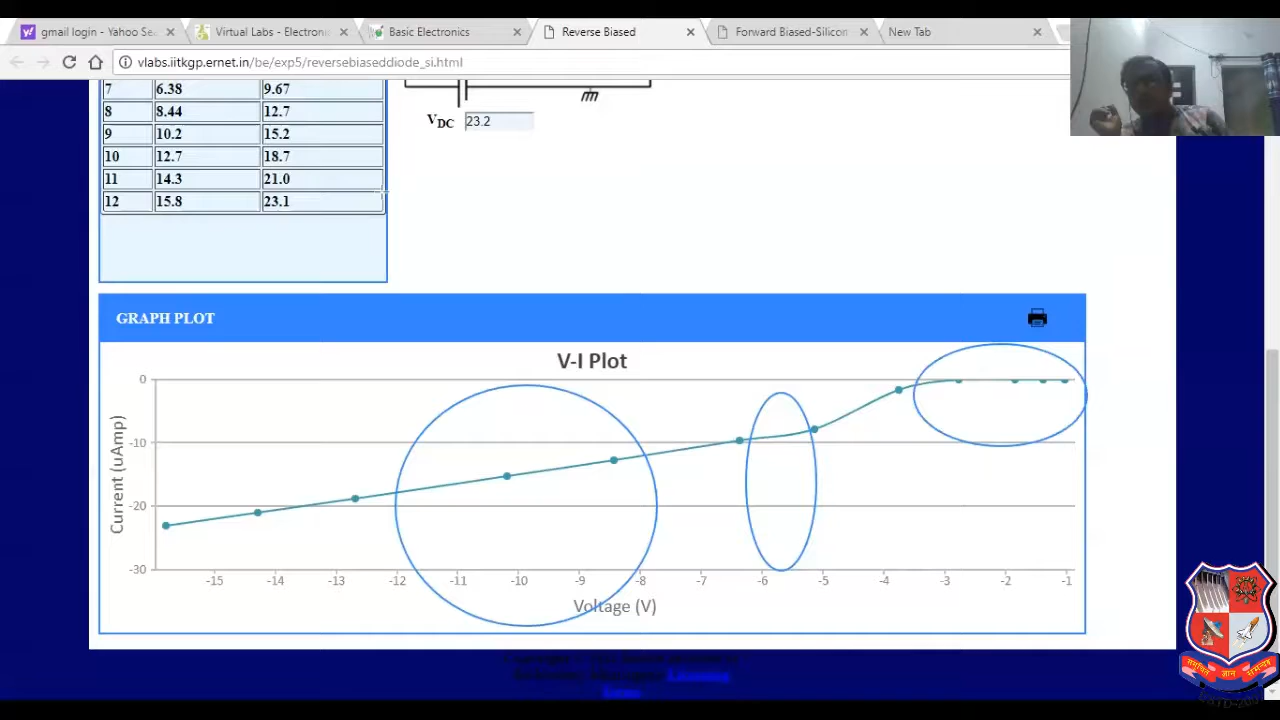 gmail login - Yahoo Se
Virtual Labs - Electroni
Basic Electronics
Reverse Biased
Forward Biased-Silicon
New Tab
vlabs.iitkgp.ernet.in/be/exp5/reversebiaseddiode_si.html
7 6.38 9.67
8 8.44 12.7
9 10.2 15.2
10 12.7 18.7
11 14.3 21.0
12 15.8 23.1
VDC 23.2
GRAPH PLOT
V-I Plot
Current (uAmp)
0
-10
-20
-30
-15 -14 -13 -12 -11 -10 -9 -8 -7 -6 -5 -4 -3 -2 -1
Voltage (V)